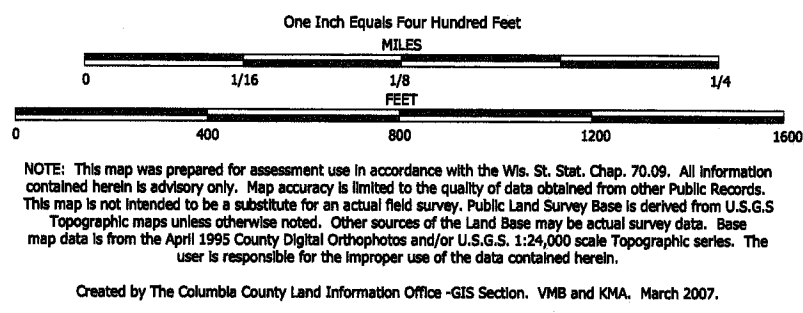 One Inch Equals Four Hundred Feet
MILES
0 1/16 1/8 1/4
FEET
0 400 800 1200 1600
NOTE: This map was prepared for assessment use in accordance with the Wis. St. Stat. Chap. 70.09. All information
contained herein is advisory only. Map accuracy is limited to the quality of data obtained from other Public Records.
This map is not intended to be a substitute for an actual field survey. Public Land Survey Base is derived from U.S.G.S
Topographic maps unless otherwise noted. Other sources of the Land Base may be actual survey data. Base
map data is from the April 1995 County Digital Orthophotos and/or U.S.G.S. 1:24,000 scale Topographic series. The
user is responsible for the improper use of the data contained herein.
Created by The Columbia County Land Information Office -GIS Section. VMB and KMA. March 2007.